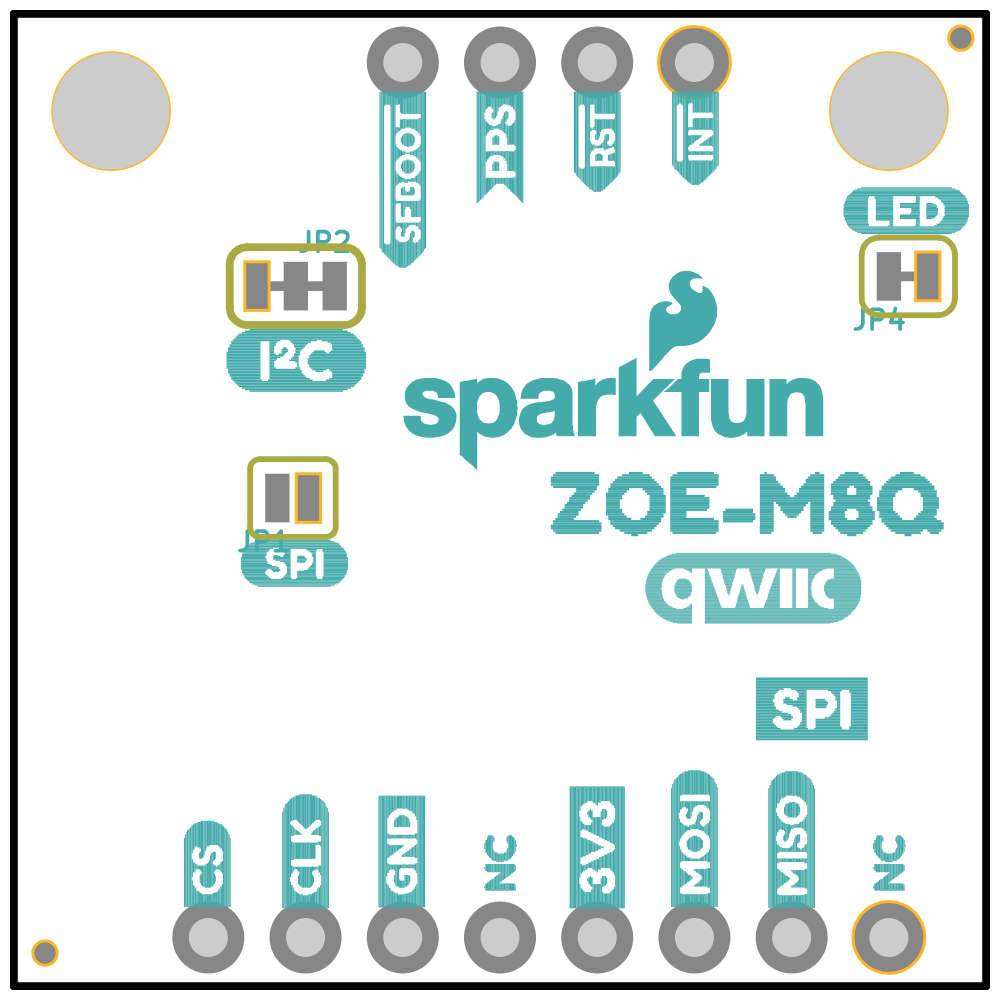 SFBOOT
PPS
RST
INT
LED
JP2
JP4
I²C
sparkfun
ZOE-M8Q
JP1
SPI
qwiic
SPI
CS
CLK
GND
NC
3V3
MOSI
MISO
NC